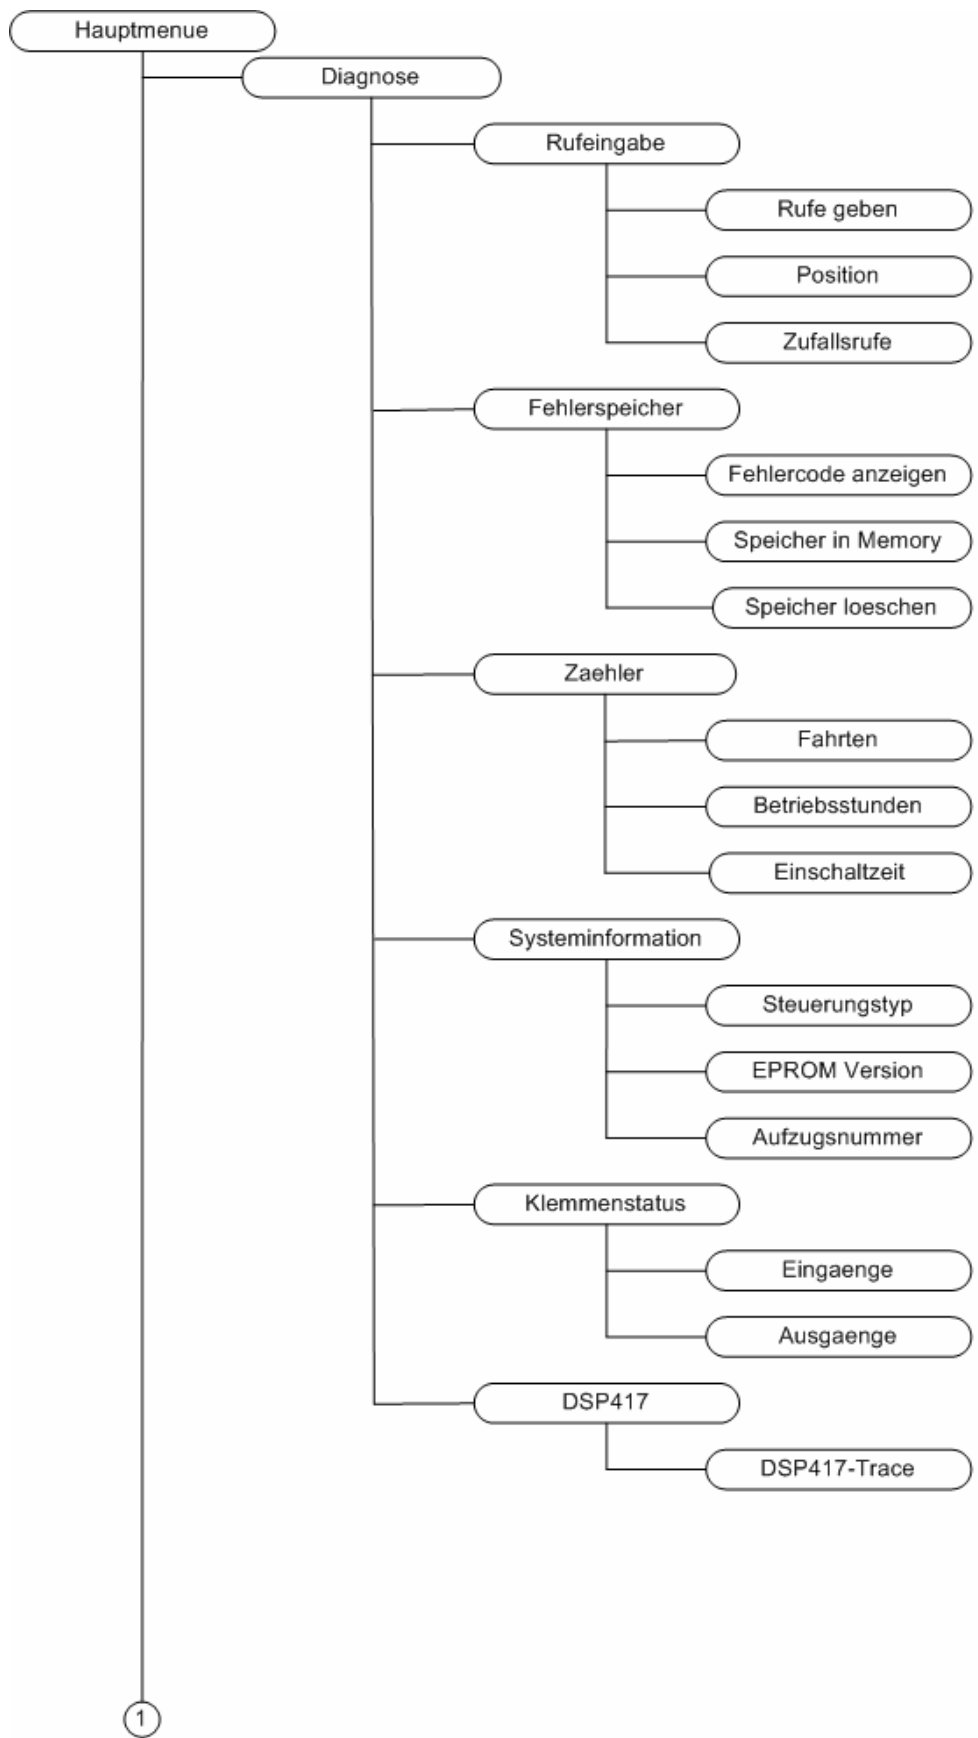 Hauptmenue
Diagnose
Rufeingabe
Rufe geben
Position
Zufallsrufe
Fehlerspeicher
Fehlercode anzeigen
Speicher in Memory
Speicher loeschen
Zaehler
Fahrten
Betriebsstunden
Einschaltzeit
Systeminformation
Steuerungstyp
EPROM Version
Aufzugsnummer
Klemmenstatus
Eingaenge
Ausgaenge
DSP417
DSP417-Trace
1